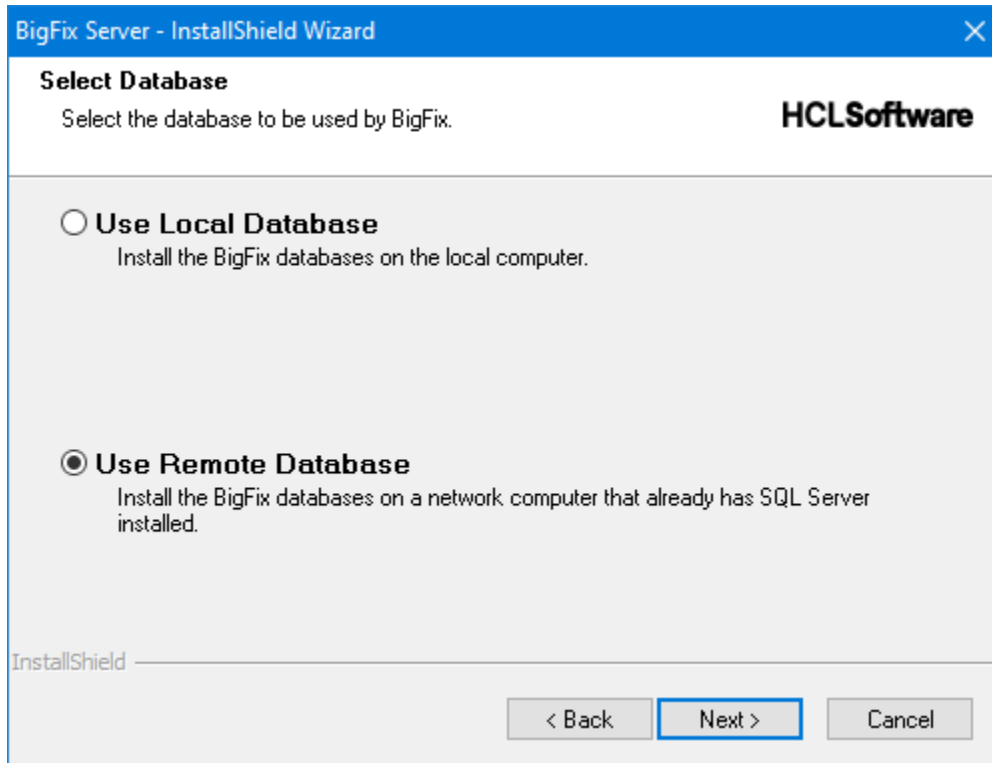 BigFix Server - InstallShield Wizard
Select Database
Select the database to be used by BigFix.
HCLSoftware
Use Local Database
Install the BigFix databases on the local computer.
Use Remote Database
Install the BigFix databases on a network computer that already has SQL Server
installed.
InstallShield
< Back
Next >
Cancel